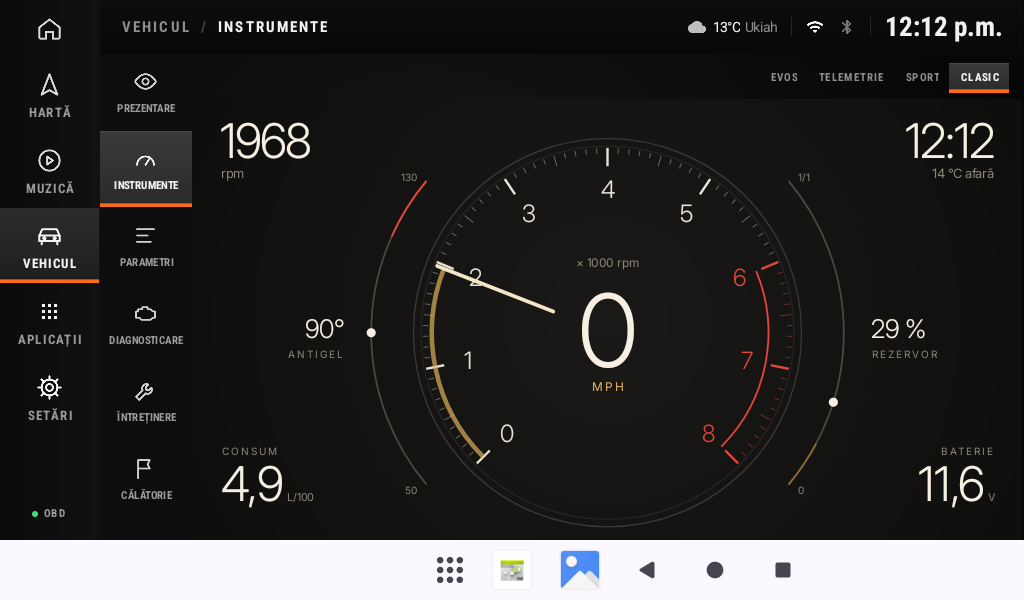 VEHICUL / INSTRUMENTE
13°C Ukiah
12:12 p.m.
HARTĂ
MUZICĂ
VEHICUL
APLICAȚII
SETĂRI
OBD
PREZENTARE
INSTRUMENTE
PARAMETRI
DIAGNOSTICARE
ÎNTREȚINERE
CĂLĂTORIE
EVOS
TELEMETRIE
SPORT
CLASIC
1968
rpm
12:12
14 °C afară
130
1/1
4
3
5
2
6
× 1000 rpm
0
MPH
1
7
0
8
90°
ANTIGEL
29 %
REZERVOR
50
0
CONSUM
4,9 L/100
BATERIE
11,6 V